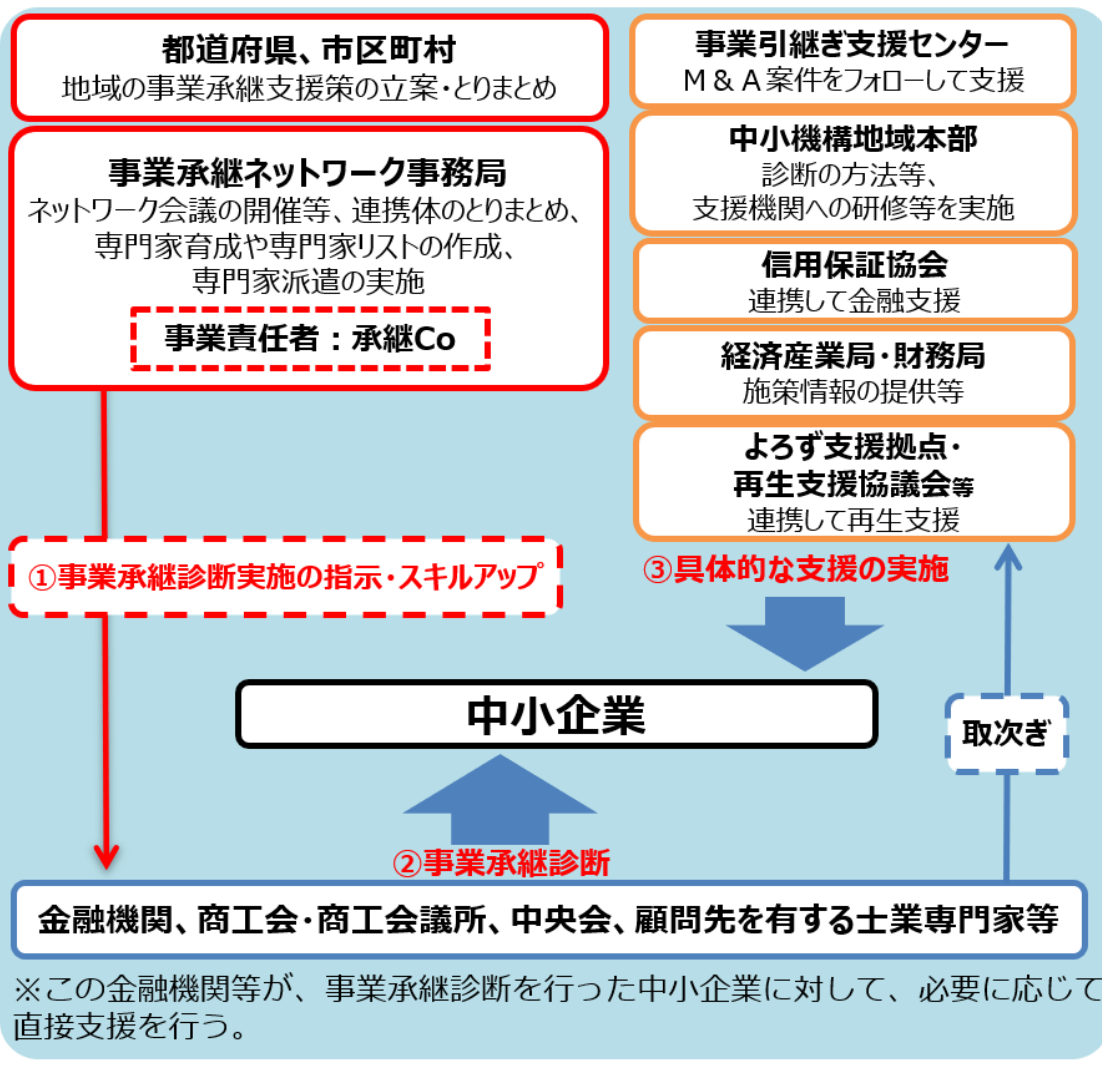 都道府県、市区町村
地域の事業承継支援策の立案・とりまとめ
事業承継ネットワーク事務局
ネットワーク会議の開催等、連携体のとりまとめ、
専門家育成や専門家リストの作成、
専門家派遣の実施
事業責任者：承継Co
事業引継ぎ支援センター
M & A 案件をフォローして支援
中小機構地域本部
診断の方法等、
支援機関への研修等を実施
信用保証協会
連携して金融支援
経済産業局・財務局
施策情報の提供等
よろず支援拠点・
再生支援協議会等
連携して再生支援
①事業承継診断実施の指示・スキルアップ
③具体的な支援の実施
中小企業
取次ぎ
②事業承継診断
金融機関、商工会・商工会議所、中央会、顧問先を有する士業専門家等
※この金融機関等が、事業承継診断を行った中小企業に対して、必要に応じて
直接支援を行う。